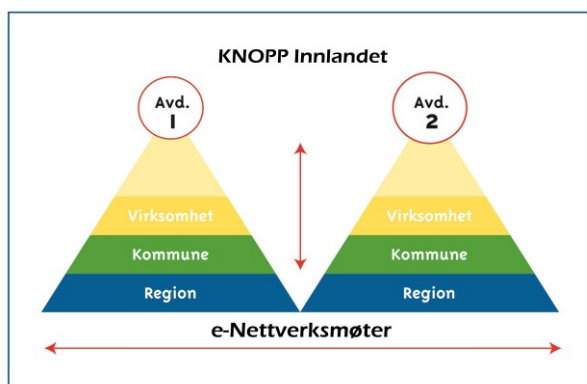 KNOPP Innlandet
Avd.
1
Avd.
2
Virksomhet
Virksomhet
Kommune
Kommune
Region
Region
e-Nettverksmøter